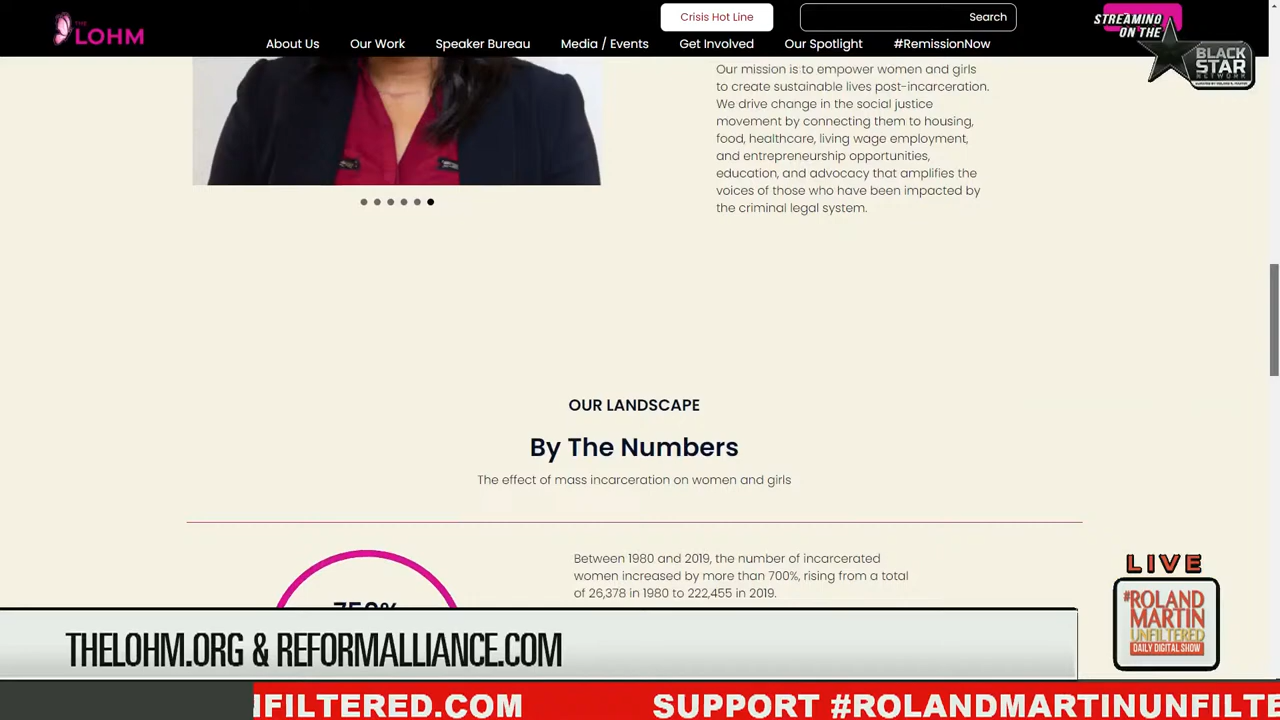 THE
LOHM
Crisis Hot Line
Search
About Us
Our Work
Speaker Bureau
Media / Events
Get Involved
Our Spotlight
#RemissionNow
STREAMING
ON THE
BLACK
STAR
NETWORK
Our mission is to empower women and girls
to create sustainable lives post-incarceration.
We drive change in the social justice
movement by connecting them to housing,
food, healthcare, living wage employment,
and entrepreneurship opportunities,
education, and advocacy that amplifies the
voices of those who have been impacted by
the criminal legal system.
OUR LANDSCAPE
By The Numbers
The effect of mass incarceration on women and girls
Between 1980 and 2019, the number of incarcerated
women increased by more than 700%, rising from a total
of 26,378 in 1980 to 222,455 in 2019.
LIVE
#ROLAND
MARTIN
UNFILTERED
DAILY DIGITAL SHOW
THELOHM.ORG & REFORMALLIANCE.COM
NFILTERED.COM SUPPORT #ROLANDMARTINUNFILTE